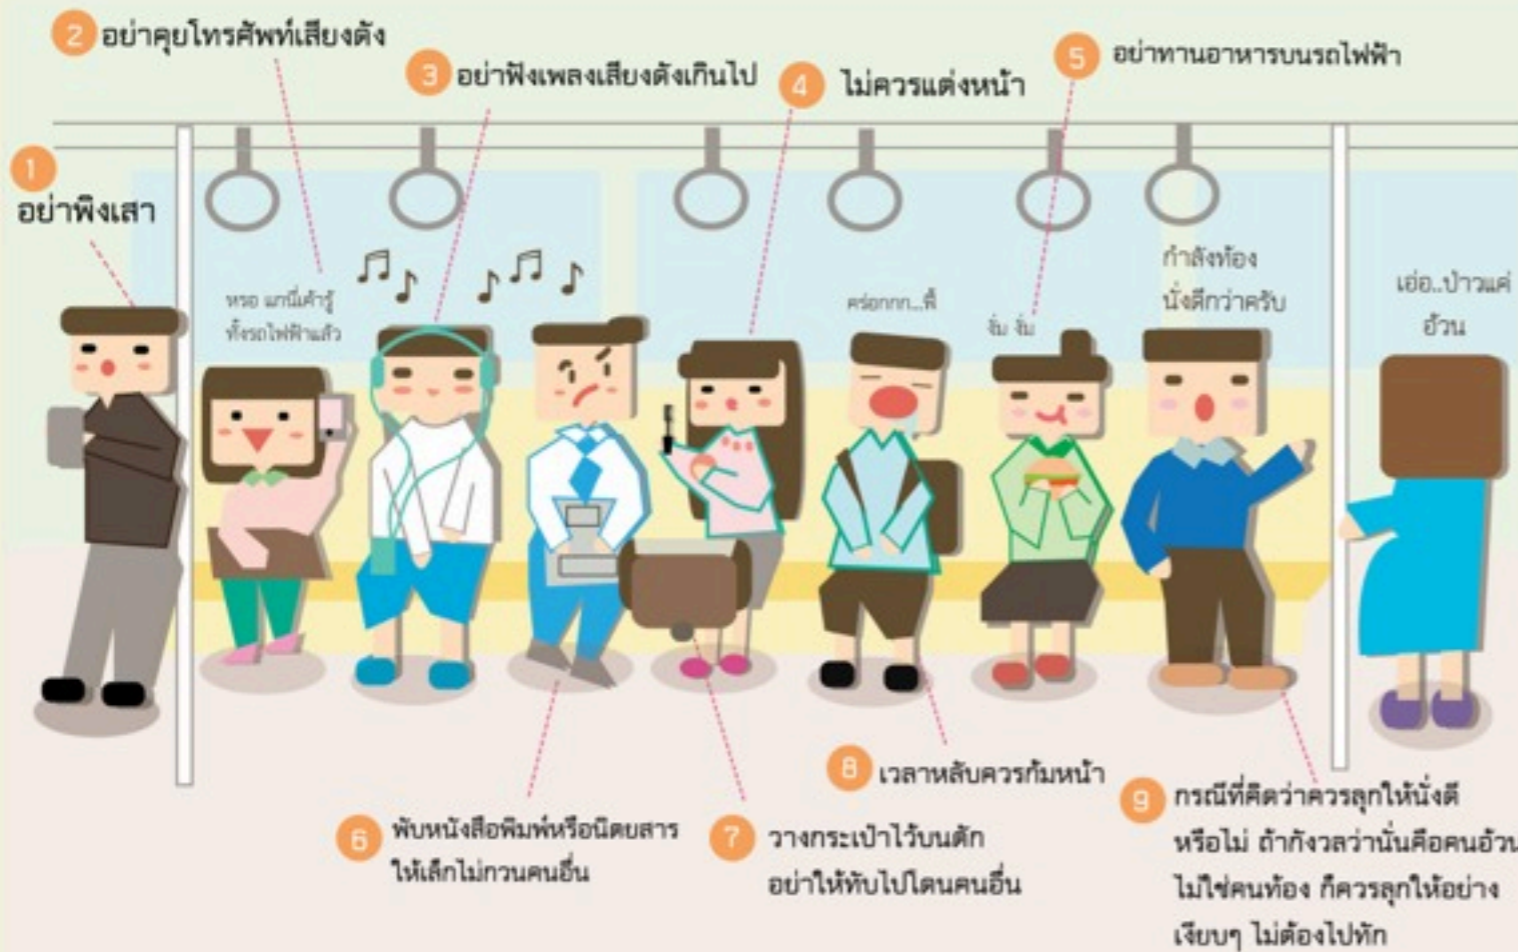 2 อย่าคุยโทรศัพท์เสียงดัง
3 อย่าฟังเพลงเสียงดังเกินไป
4 ไม่ควรแต่งหน้า
5 อย่าทานอาหารบนรถไฟฟ้า
1
อย่าพิงเสา
หรอ แกนี่เค้ารู้
ทั้งรถไฟฟ้าแล้ว
คร่อกกก...ฟี้
งั่ม งั่ม
กำลังท้อง
นั่งดีกว่าครับ
เอ่อ..ป่าวแค่
อ้วน
6 พับหนังสือพิมพ์หรือนิตยสาร
ให้เล็กไม่กวนคนอื่น
7 วางกระเป๋าไว้บนตัก
อย่าให้ทับไปโดนคนอื่น
8 เวลาหลับควรก้มหน้า
9 กรณีที่คิดว่าควรลุกให้นั่งดี
หรือไม่ ถ้ากังวลว่านั่นคือคนอ้วน
ไม่ใช่คนท้อง ก็ควรลุกให้อย่าง
เงียบๆ ไม่ต้องไปทัก